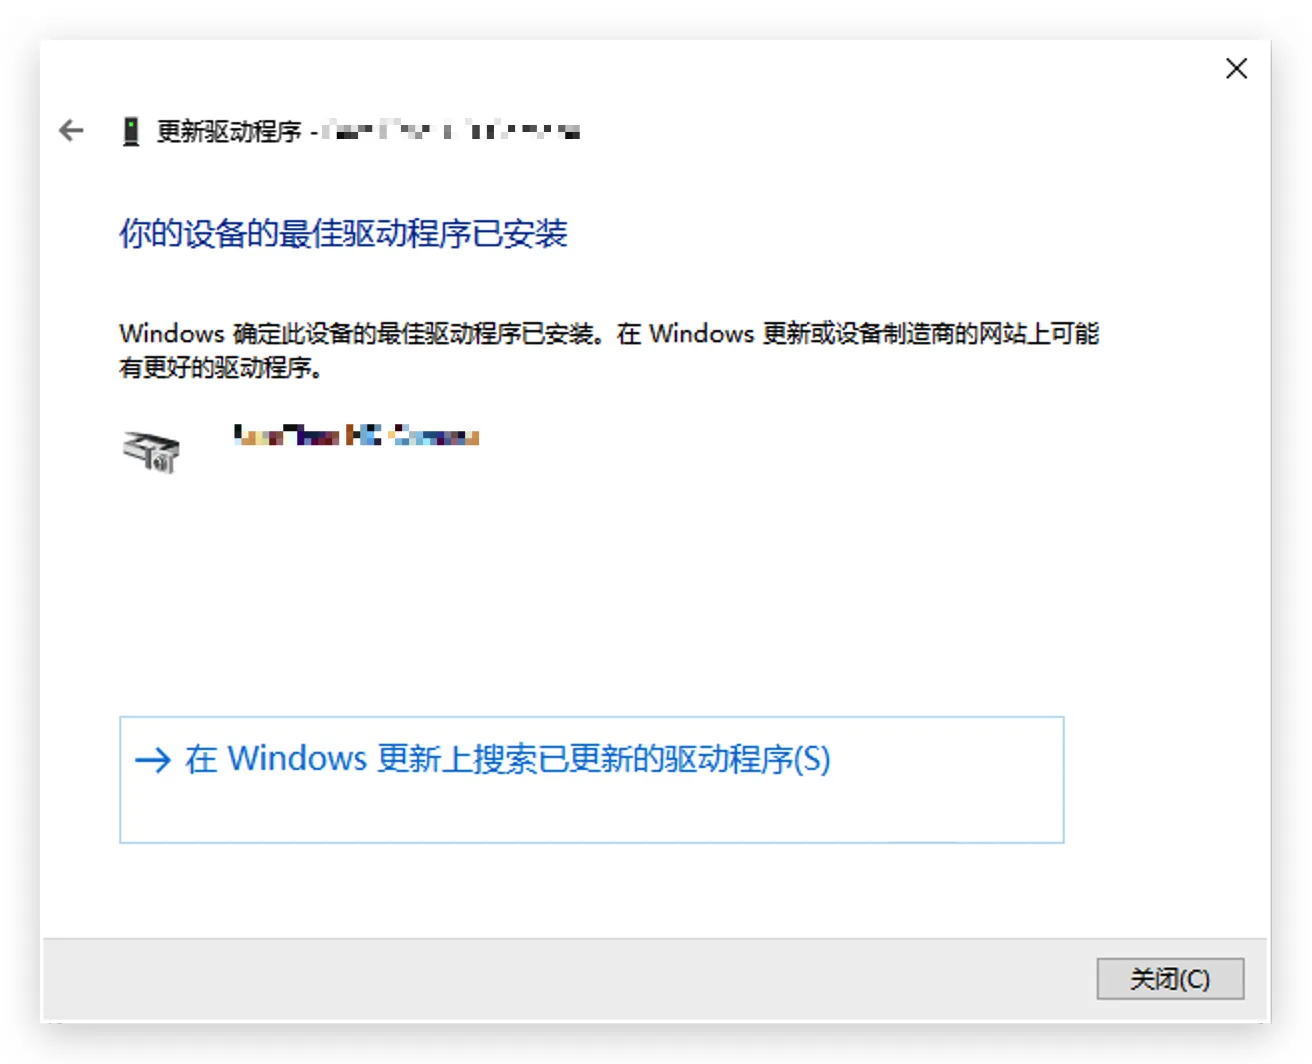 更新驱动程序 -
你的设备的最佳驱动程序已安装
Windows 确定此设备的最佳驱动程序已安装。在 Windows 更新或设备制造商的网站上可能
有更好的驱动程序。
在 Windows 更新上搜索已更新的驱动程序(S)
关闭(C)